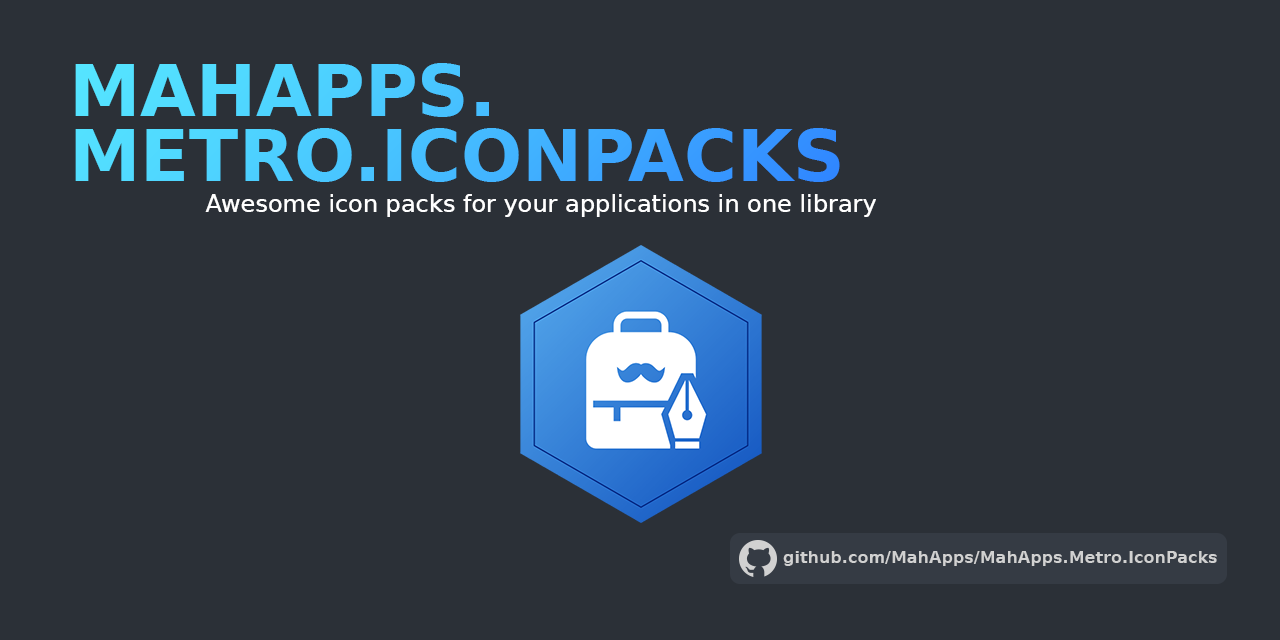 MAHAPPS.
METRO.ICONPACKS
Awesome icon packs for your applications in one library
github.com/MahApps/MahApps.Metro.IconPacks